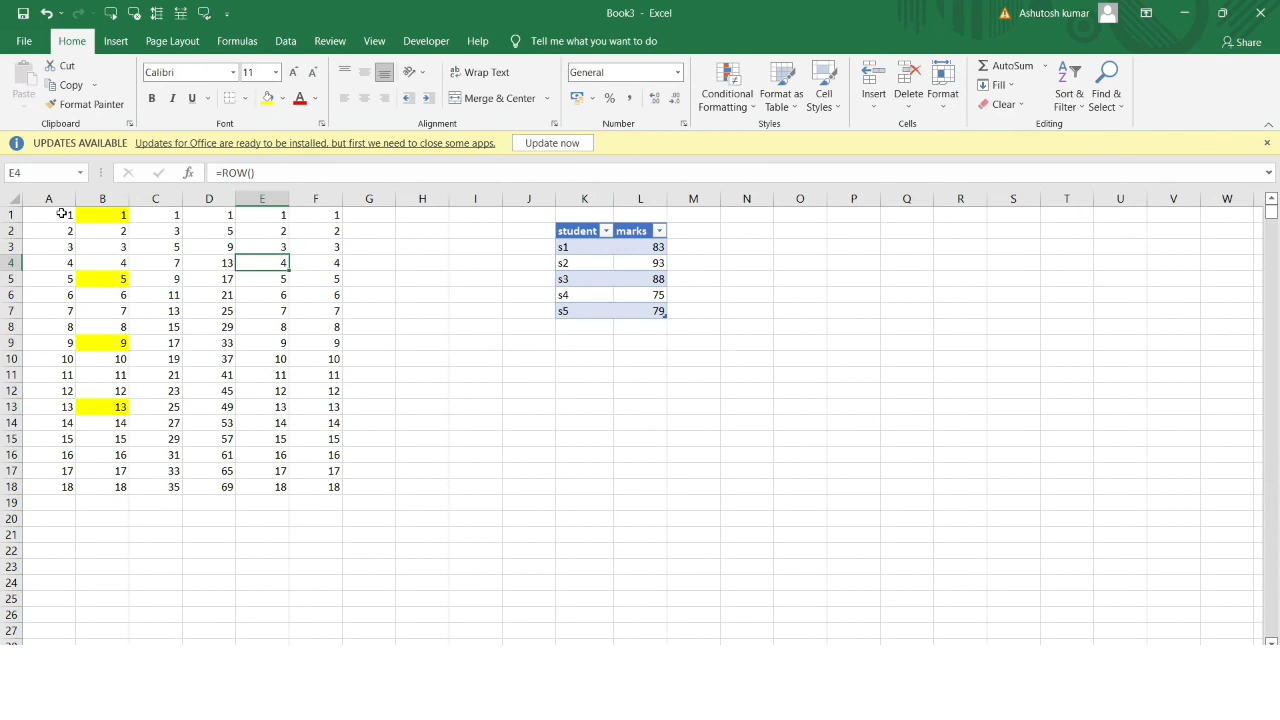 Book3 - Excel
Ashutosh kumar
File Home Insert Page Layout Formulas Data Review View Developer Help Tell me what you want to do Share
Paste
Cut
Copy
Format Painter
Clipboard
Calibri 11
B I U A
Font
Wrap Text
Merge & Center
Alignment
General
%
Number
Conditional Formatting
Format as Table
Cell Styles
Styles
Insert Delete Format
Cells
AutoSum
Fill
Clear
Sort & Filter
Find & Select
Editing
UPDATES AVAILABLE Updates for Office are ready to be installed, but first we need to close some apps. Update now
E4 fx =ROW()
A B C D E F G H I J K L M N O P Q R S T U V W
1 1 1 1 1 1 1
2 2 2 3 5 2 2 student marks
3 3 3 5 9 3 3 s1 83
4 4 4 7 13 4 4 s2 93
5 5 5 9 17 5 5 s3 88
6 6 6 11 21 6 6 s4 75
7 7 7 13 25 7 7 s5 79
8 8 8 15 29 8 8
9 9 9 17 33 9 9
10 10 10 19 37 10 10
11 11 11 21 41 11 11
12 12 12 23 45 12 12
13 13 13 25 49 13 13
14 14 14 27 53 14 14
15 15 15 29 57 15 15
16 16 16 31 61 16 16
17 17 17 33 65 17 17
18 18 18 35 69 18 18
19
20
21
22
23
24
25
26
27